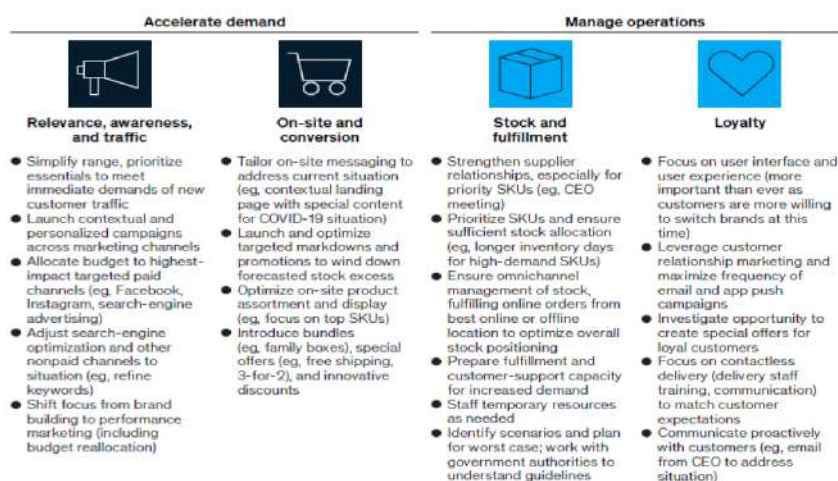 Accelerate demand
Manage operations
Relevance, awareness,
and traffic
● Simplify range, prioritize
essentials to meet
immediate demands of new
customer traffic
● Launch contextual and
personalized campaigns
across marketing channels
● Allocate budget to highest-
impact targeted paid
channels (eg, Facebook,
Instagram, search-engine
advertising)
● Adjust search-engine
optimization and other
nonpaid channels to
situation (eg, refine
keywords)
● Shift focus from brand
building to performance
marketing (including
budget reallocation)
On-site and
conversion
● Tailor on-site messaging to
address current situation
(eg, contextual landing
page with special content
for COVID-19 situation)
● Launch and optimize
targeted markdowns and
promotions to wind down
forecasted stock excess
● Optimize on-site product
assortment and display
(eg, focus on top SKUs)
● Introduce bundles
(eg, family boxes), special
offers (eg, free shipping,
3-for-2), and innovative
discounts
Stock and
fulfillment
● Strengthen supplier
relationships, especially for
priority SKUs (eg, CEO
meeting)
● Prioritize SKUs and ensure
sufficient stock allocation
(eg, longer inventory days
for high-demand SKUs)
● Ensure omnichannel
management of stock,
fulfilling online orders from
best online or offline
location to optimize overall
stock positioning
● Prepare fulfillment and
customer-support capacity
for increased demand
● Staff temporary resources
as needed
● Identify scenarios and plan
for worst case; work with
government authorities to
understand guidelines
Loyalty
● Focus on user interface and
user experience (more
important than ever as
customers are more willing
to switch brands at this
time)
● Leverage customer
relationship marketing and
maximize frequency of
email and app push
campaigns
● Investigate opportunity to
create special offers for
loyal customers
● Focus on contactless
delivery (delivery staff
training, communication)
to match customer
expectations
● Communicate proactively
with customers (eg, email
from CEO to address
situation)